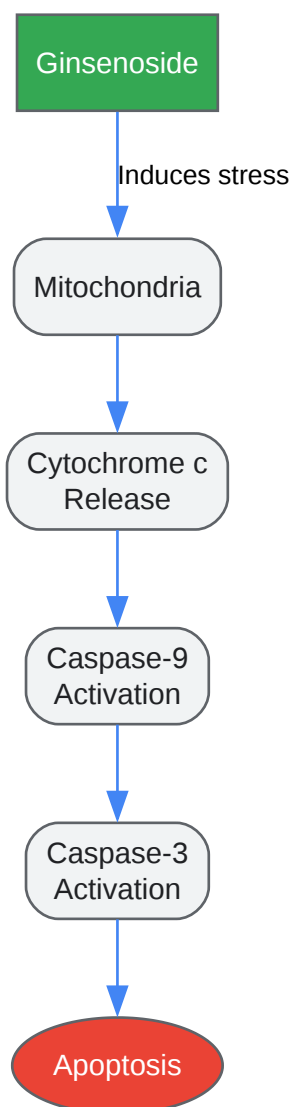 Ginsenoside
Induces stress
Mitochondria
Cytochrome c
Release
Caspase-9
Activation
Caspase-3
Activation
Apoptosis